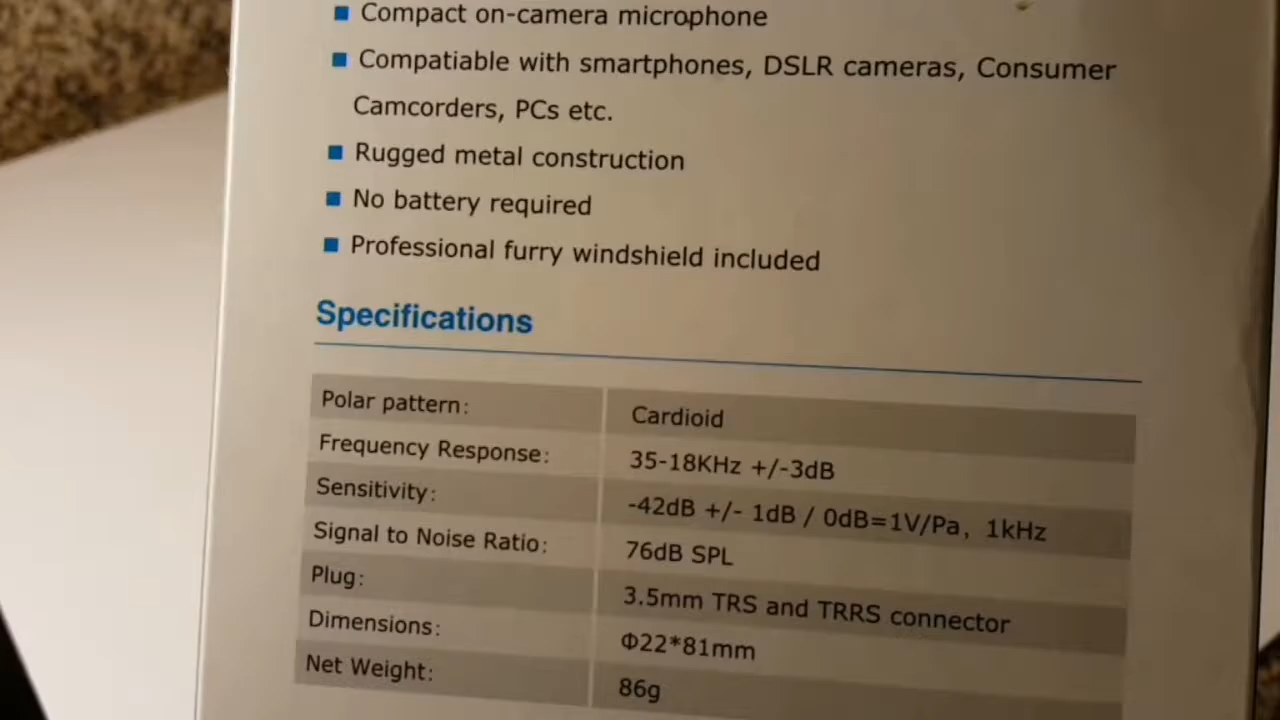 Compact on-camera microphone
Compatiable with smartphones, DSLR cameras, Consumer
Camcorders, PCs etc.
Rugged metal construction
No battery required
Professional furry windshield included
Specifications
Polar pattern: Cardioid
Frequency Response: 35-18KHz +/-3dB
Sensitivity: -42dB +/- 1dB / 0dB=1V/Pa, 1kHz
Signal to Noise Ratio: 76dB SPL
Plug: 3.5mm TRS and TRRS connector
Dimensions: Φ22*81mm
Net Weight: 86g